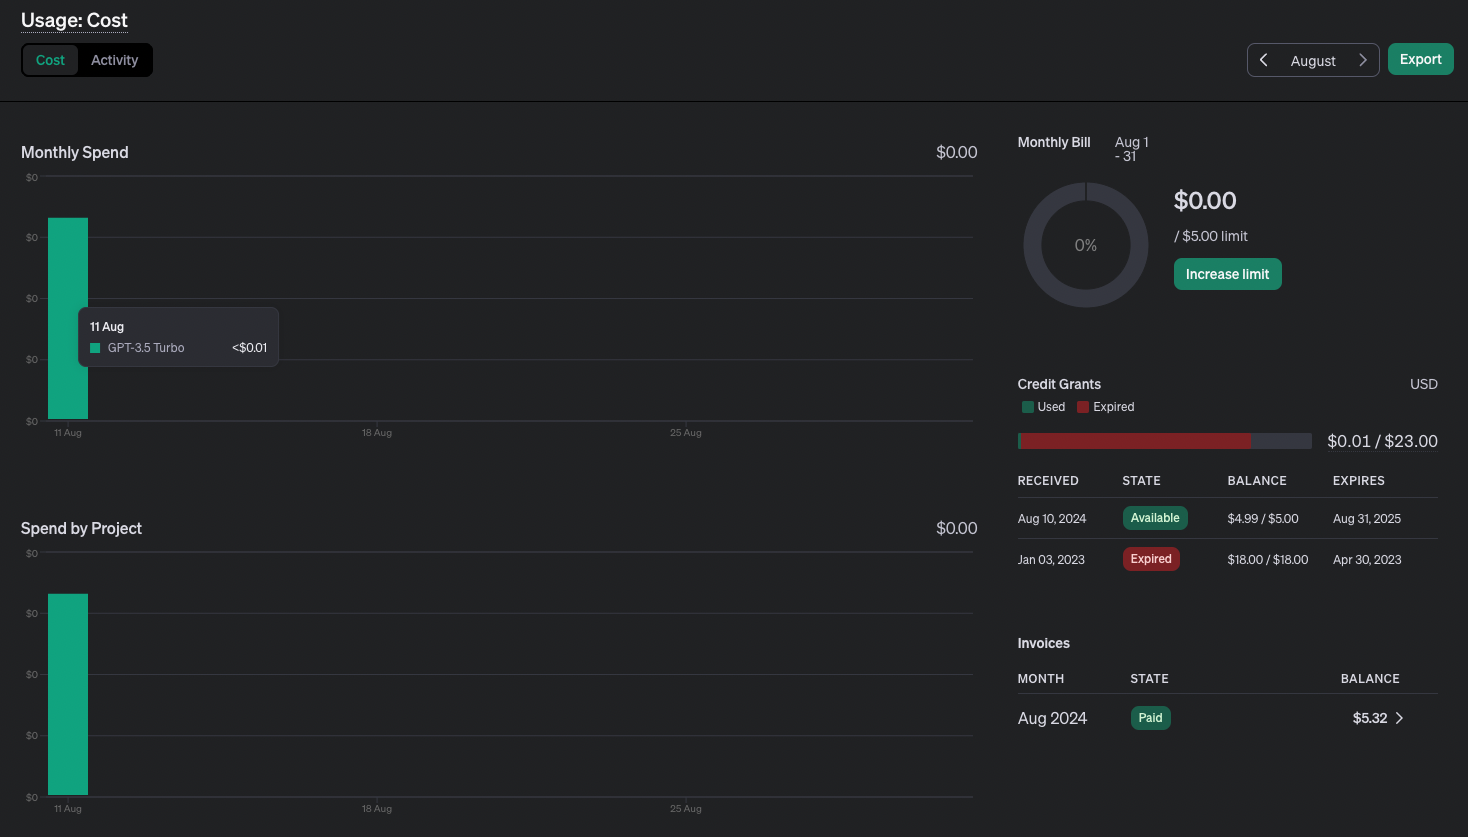 Usage: Cost
Cost Activity
August
Export
Monthly Spend $0.00
$0
$0
$0
$0
$0
11 Aug
GPT-3.5 Turbo <$0.01
11 Aug 18 Aug 25 Aug
Spend by Project $0.00
$0
$0
$0
$0
$0
11 Aug 18 Aug 25 Aug
Monthly Bill Aug 1
- 31
0%
$0.00
/ $5.00 limit
Increase limit
Credit Grants USD
Used Expired
$0.01 / $23.00
RECEIVED STATE BALANCE EXPIRES
Aug 10, 2024 Available $4.99 / $5.00 Aug 31, 2025
Jan 03, 2023 Expired $18.00 / $18.00 Apr 30, 2023
Invoices
MONTH STATE BALANCE
Aug 2024 Paid $5.32